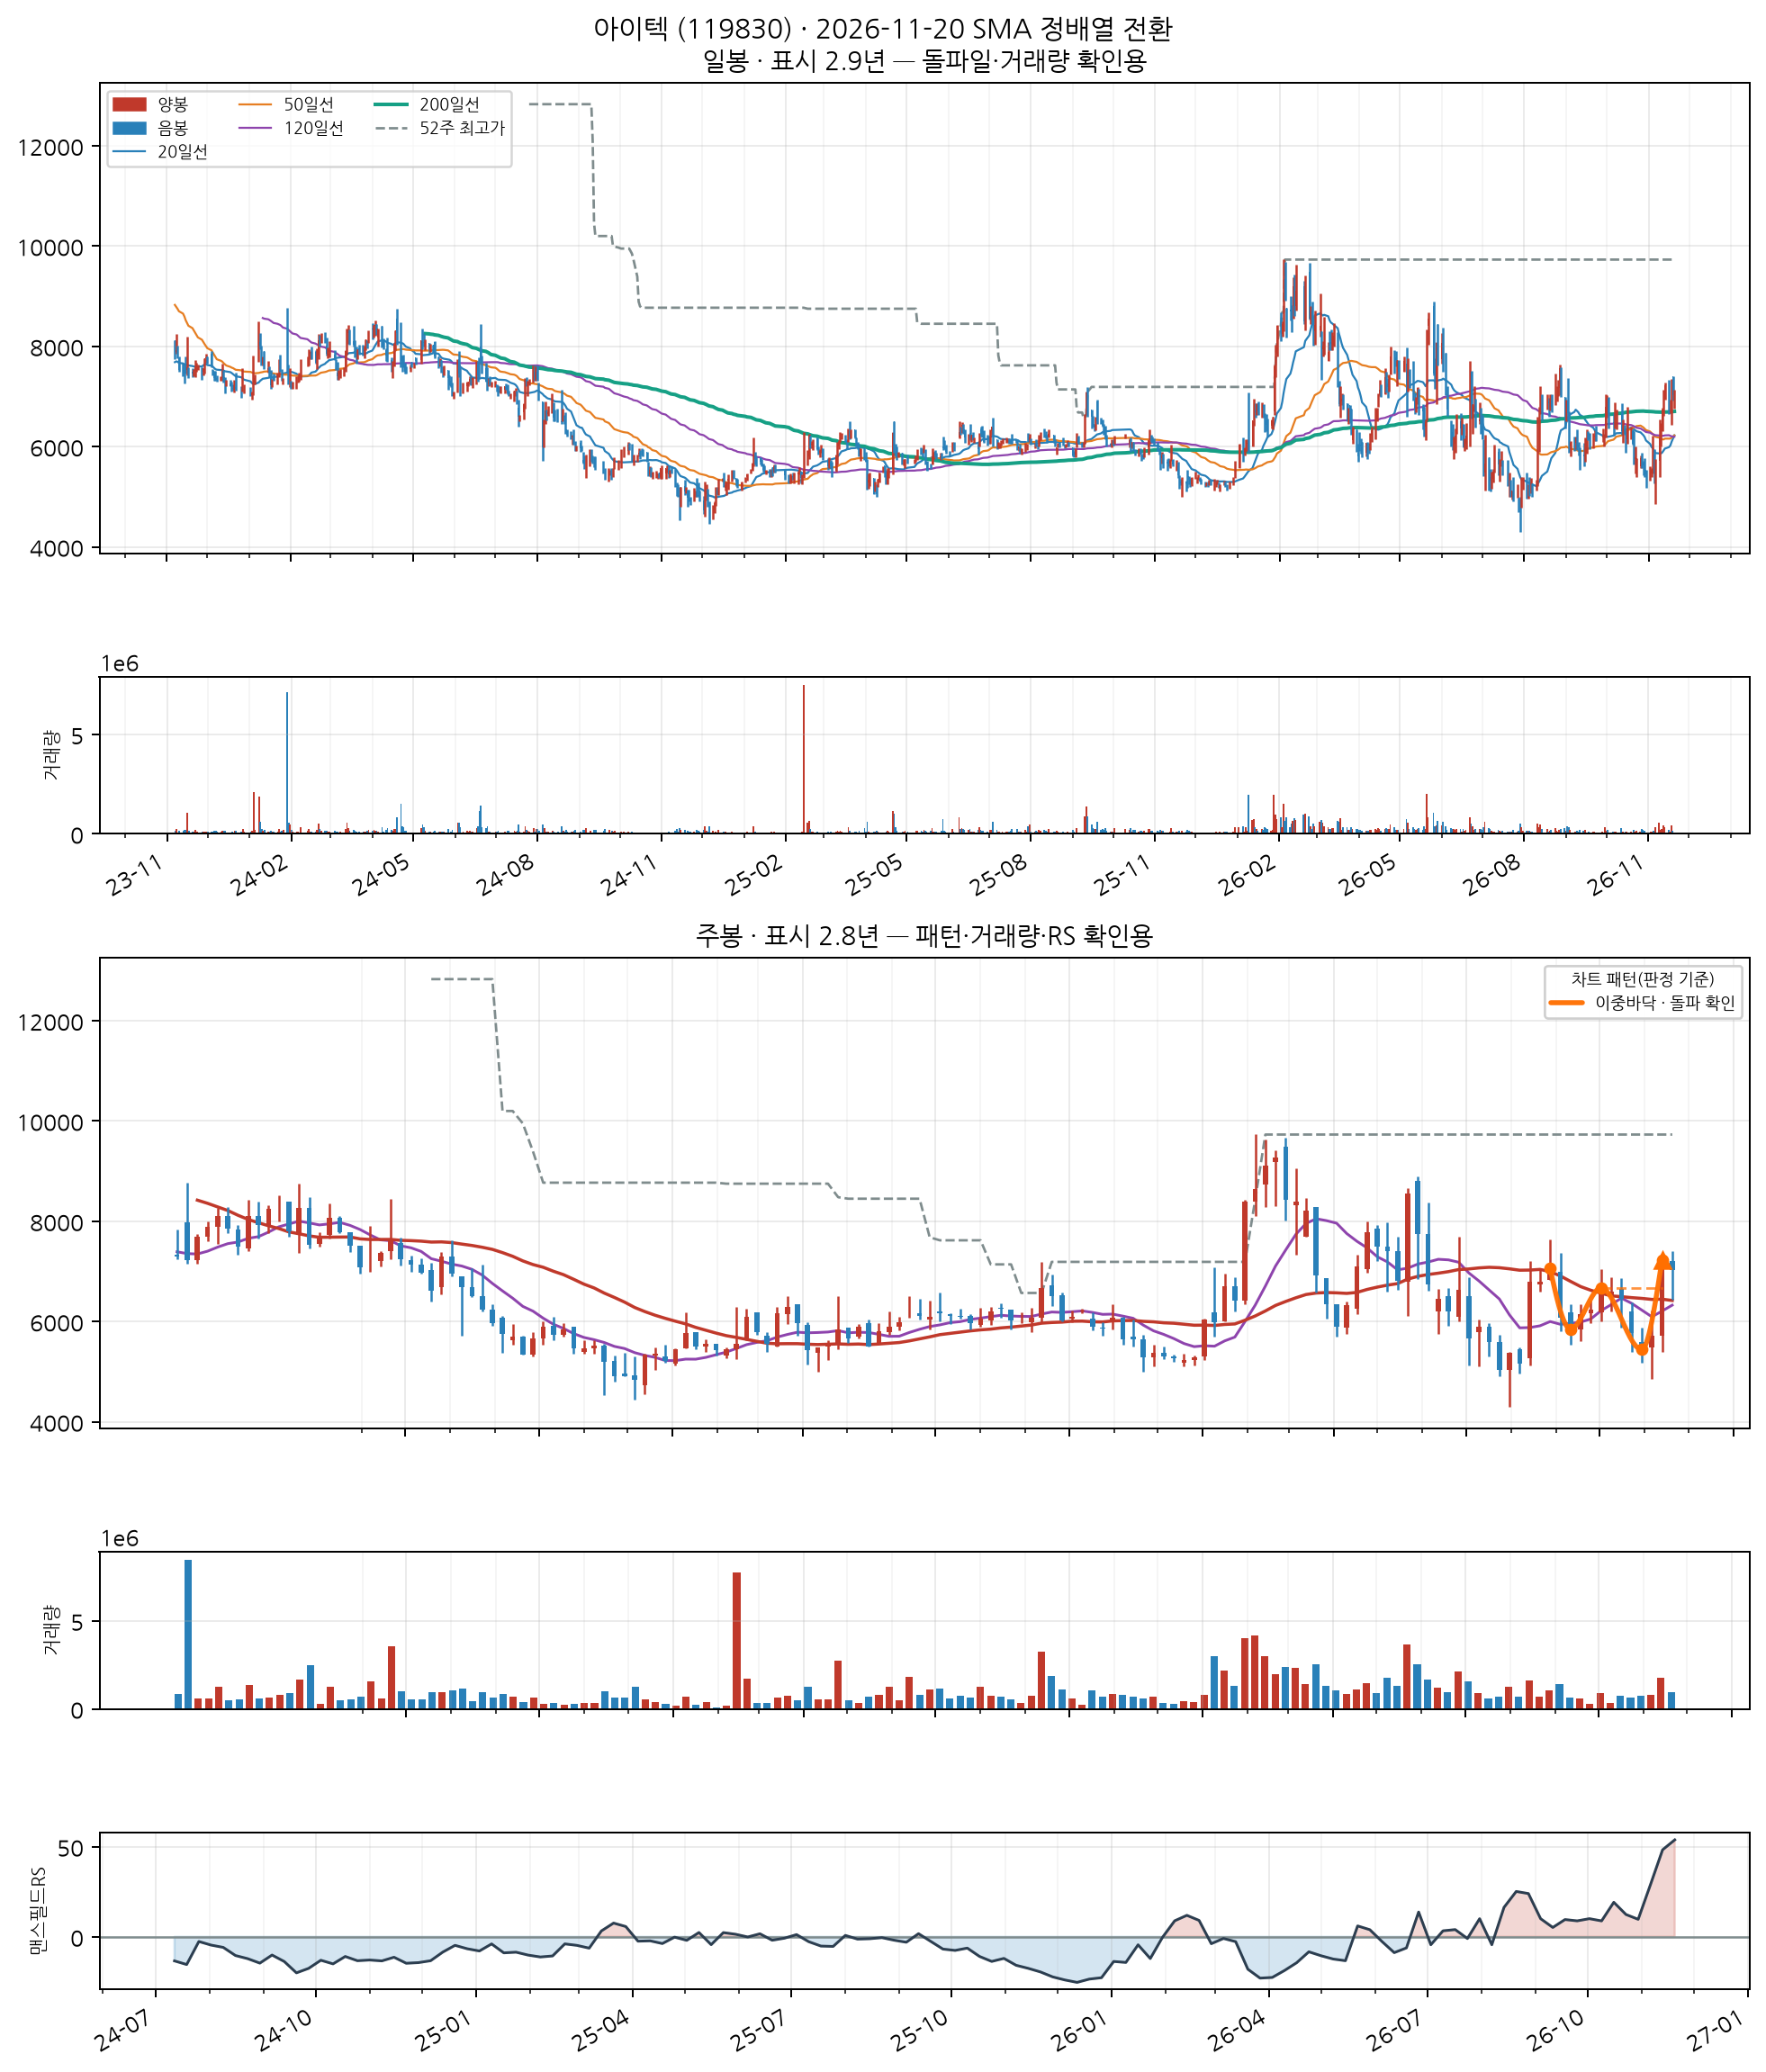 아이텍 (119830) · 2026-11-20 SMA 정배열 전환
일봉 · 표시 2.9년 — 돌파일·거래량 확인용
양봉
음봉
20일선
50일선
120일선
200일선
52주 최고가
12000
10000
8000
6000
4000
1e6
거래량
5
0
23-11
24-02
24-05
24-08
24-11
25-02
25-05
25-08
25-11
26-02
26-05
26-08
26-11
주봉 · 표시 2.8년 — 패턴·거래량·RS 확인용
차트 패턴(판정 기준)
이중바닥 · 돌파 확인
12000
10000
8000
6000
4000
1e6
거래량
5
0
맨스필드RS
50
0
24-07
24-10
25-01
25-04
25-07
25-10
26-01
26-04
26-07
26-10
27-01